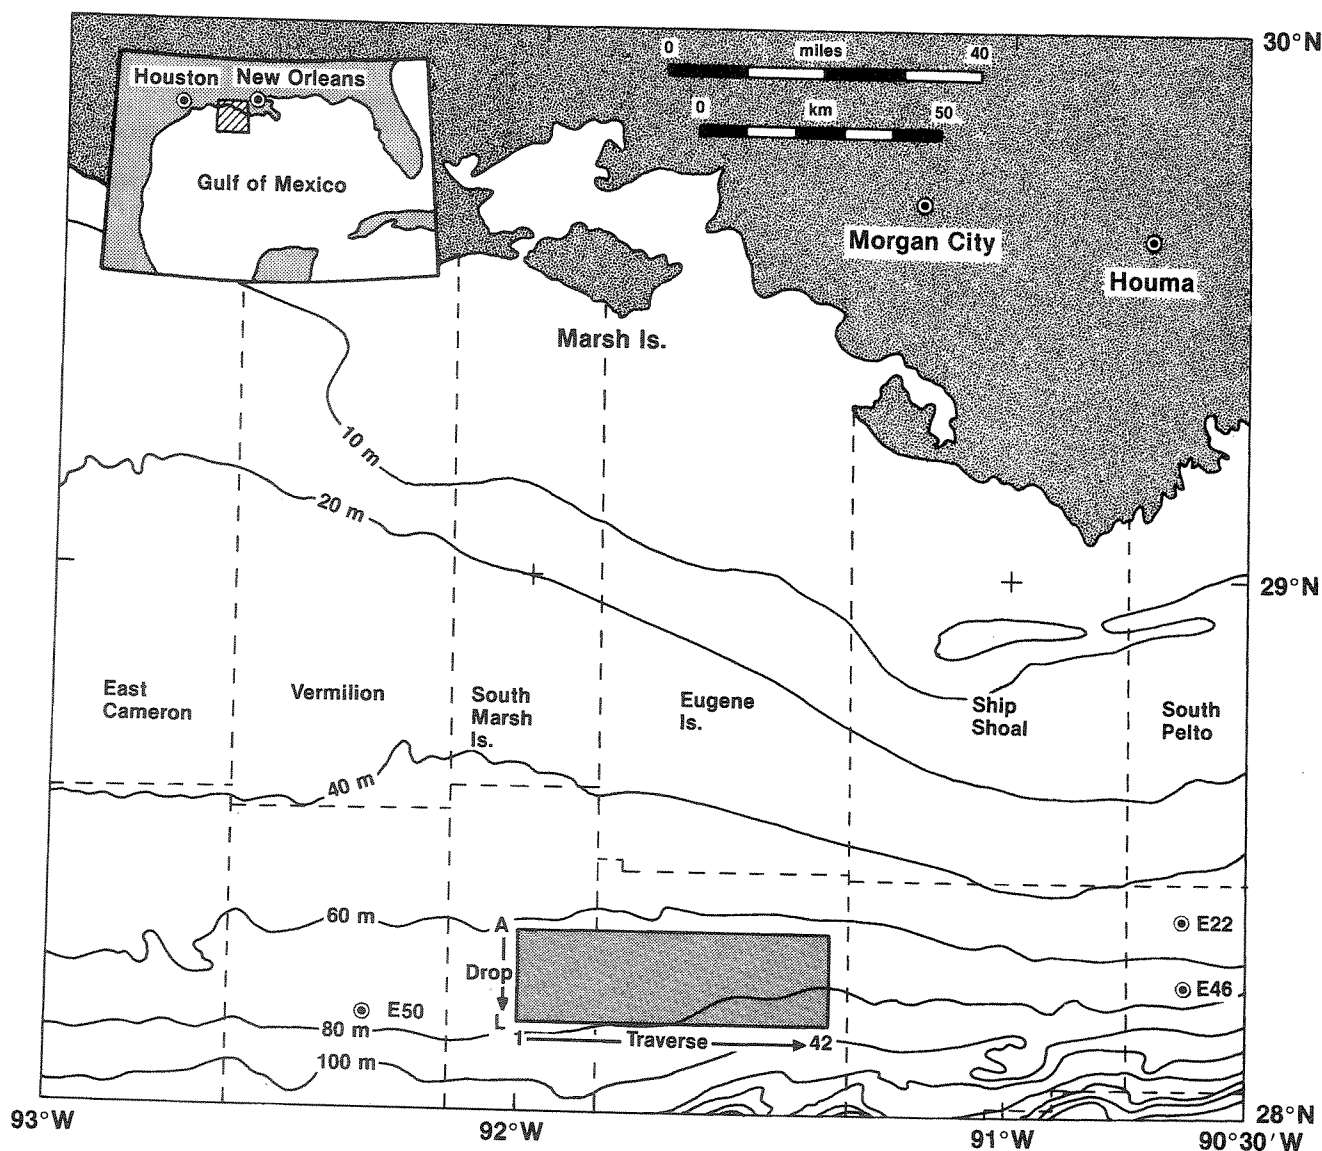 30°N
0 miles 40
0 km 50
Houston New Orleans
Gulf of Mexico
Morgan City
Houma
Marsh Is.
10 m
20 m
29°N
East
Cameron
Vermilion
South
Marsh
Is.
Eugene
Is.
Ship
Shoal
South
Pelto
40 m
60 m
A
E22
Drop
E46
E50
L
80 m
1 Traverse 42
100 m
93°W
92°W
91°W
90°30′W
28°N